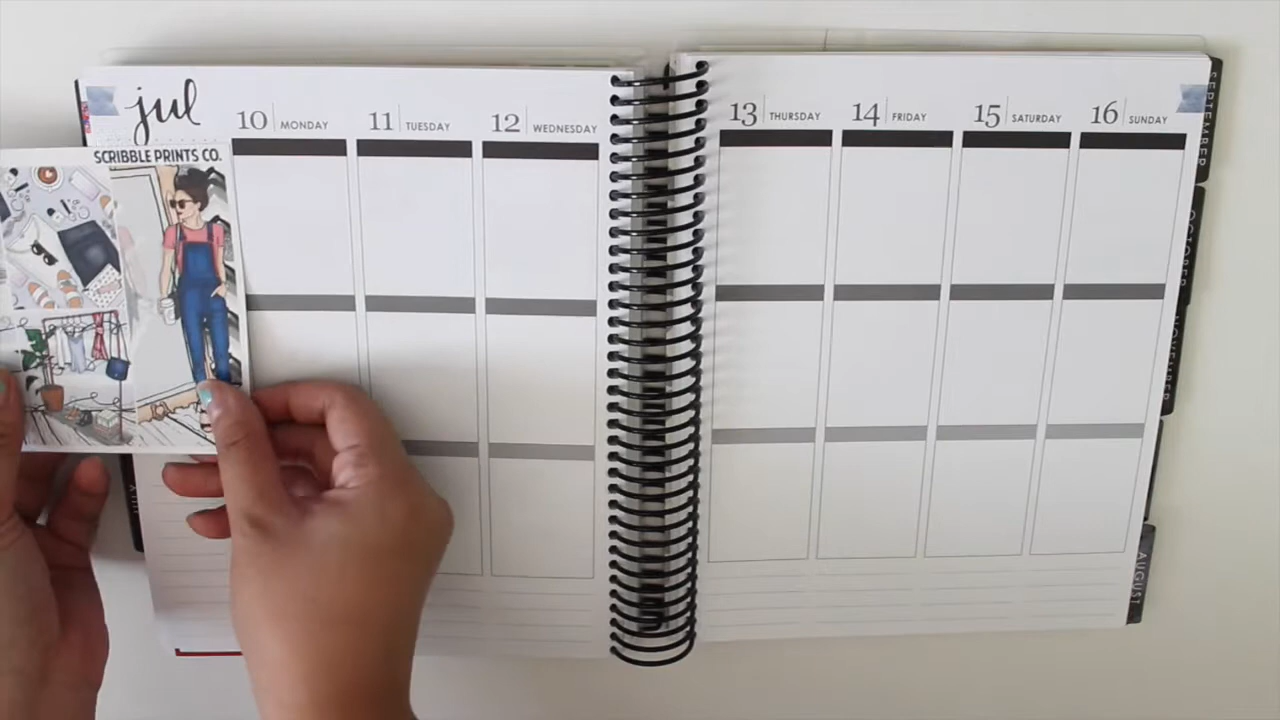 jul
10 MONDAY
11 TUESDAY
12 WEDNESDAY
13 THURSDAY
14 FRIDAY
15 SATURDAY
16 SUNDAY
SCRIBBLE PRINTS CO.
SEPTEMBER
OCTOBER
NOVEMBER
AUGUST